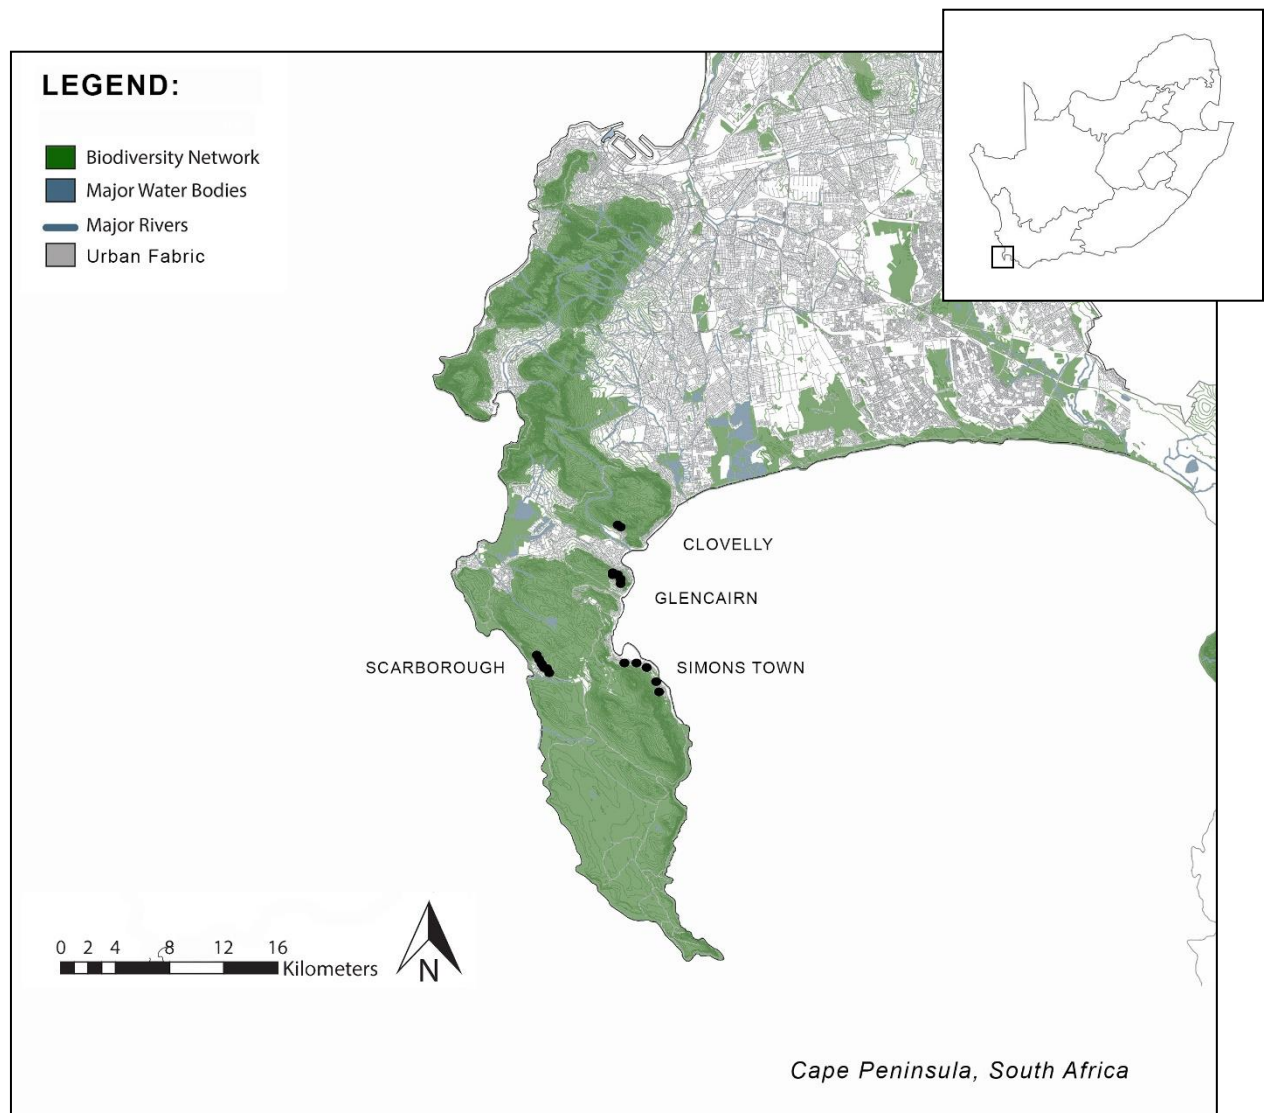 LEGEND:
Biodiversity Network
Major Water Bodies
Major Rivers
Urban Fabric
CLOVELLY
GLENCAIRN
SCARBOROUGH
SIMONS TOWN
0 2 4 8 12 16
Kilometers
N
Cape Peninsula, South Africa